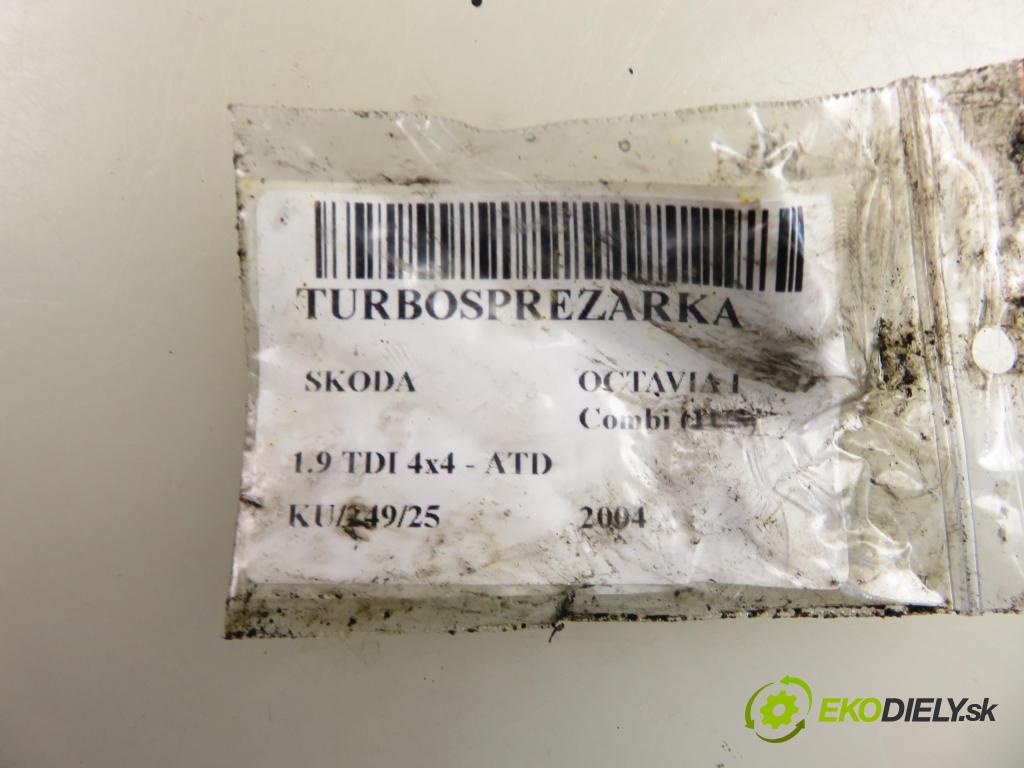 TURBOSPREZARKA
SKODA
OCTAVIA I
Combi
1.9 TDI 4x4 - ATD
KU/249/25
2004
EKODIELY.sk